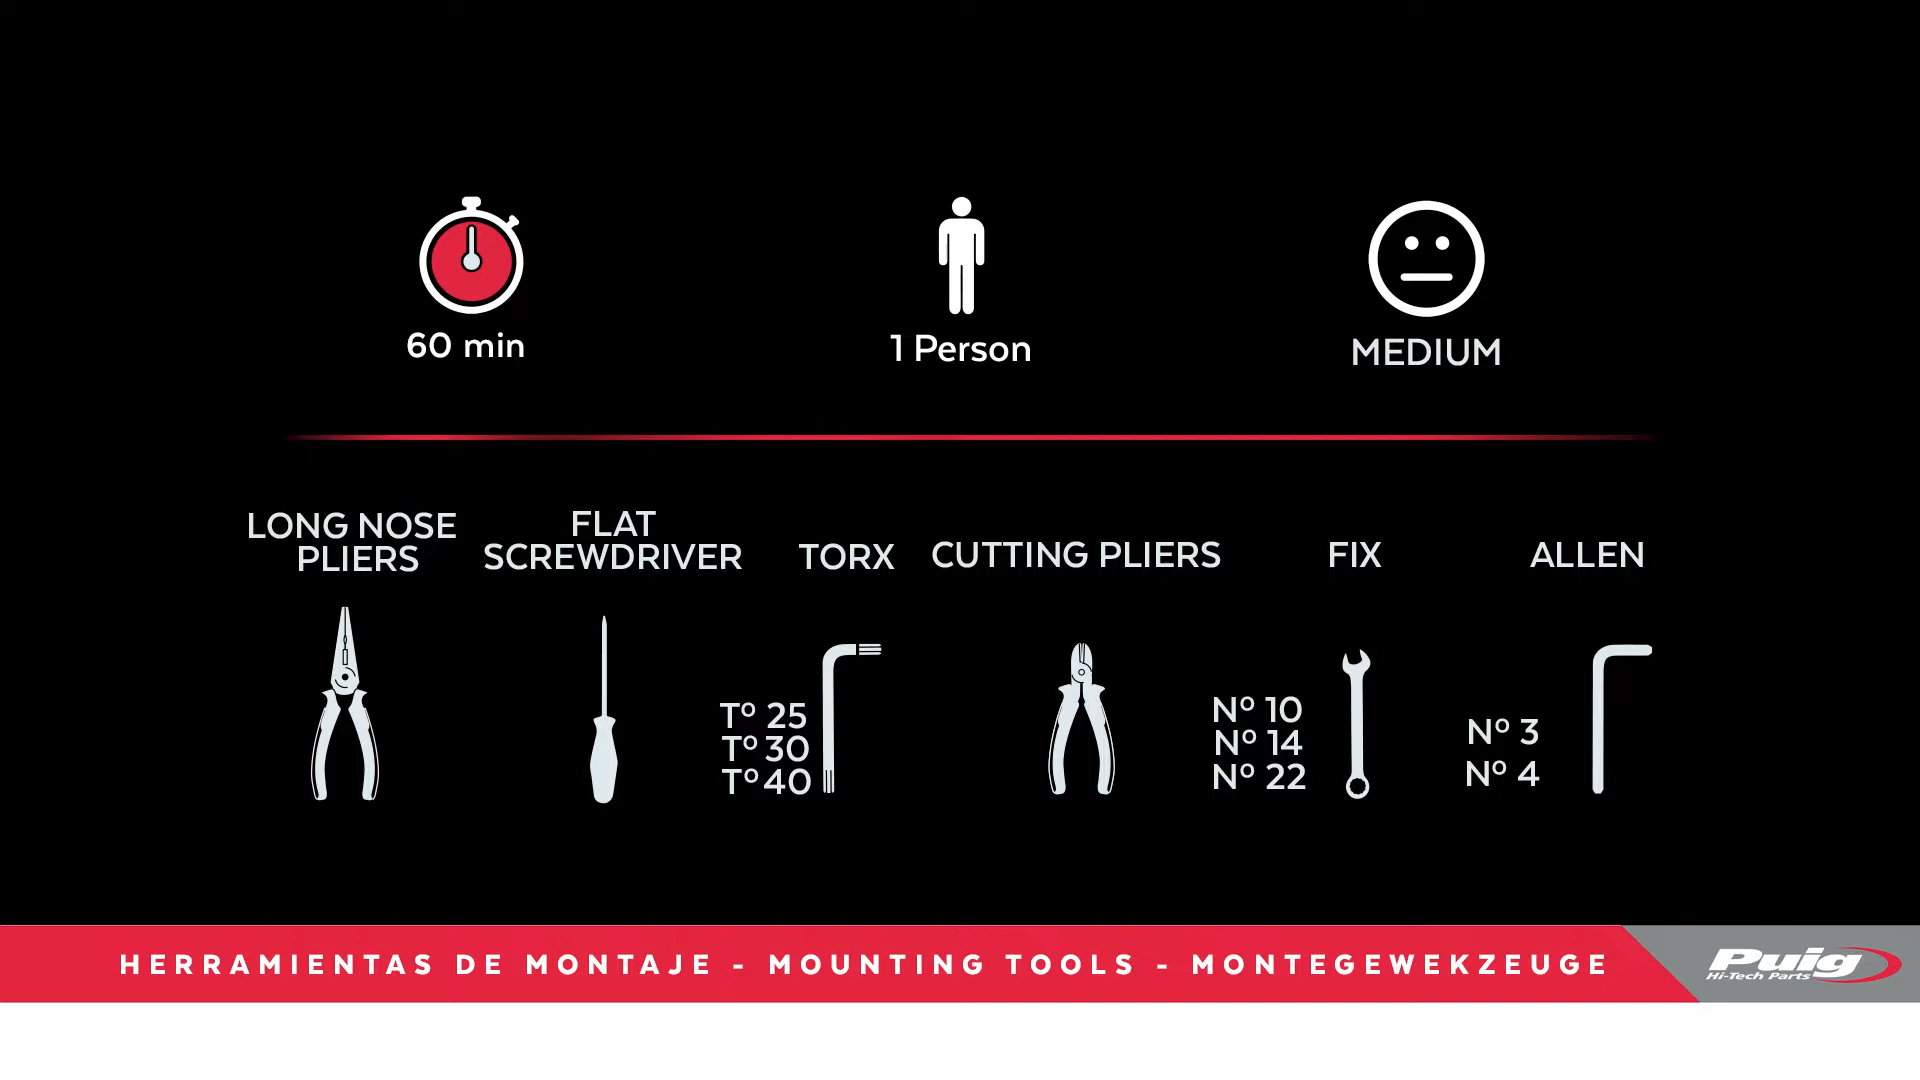 60 min
1 Person
MEDIUM
LONG NOSE
PLIERS
FLAT
SCREWDRIVER
TORX
CUTTING PLIERS
FIX
ALLEN
Tº 25
Tº 30
Tº 40
Nº 10
Nº 14
Nº 22
Nº 3
Nº 4
HERRAMIENTAS DE MONTAJE - MOUNTING TOOLS - MONTEGEWEKZEUGE
Puig
Hi-Tech Parts